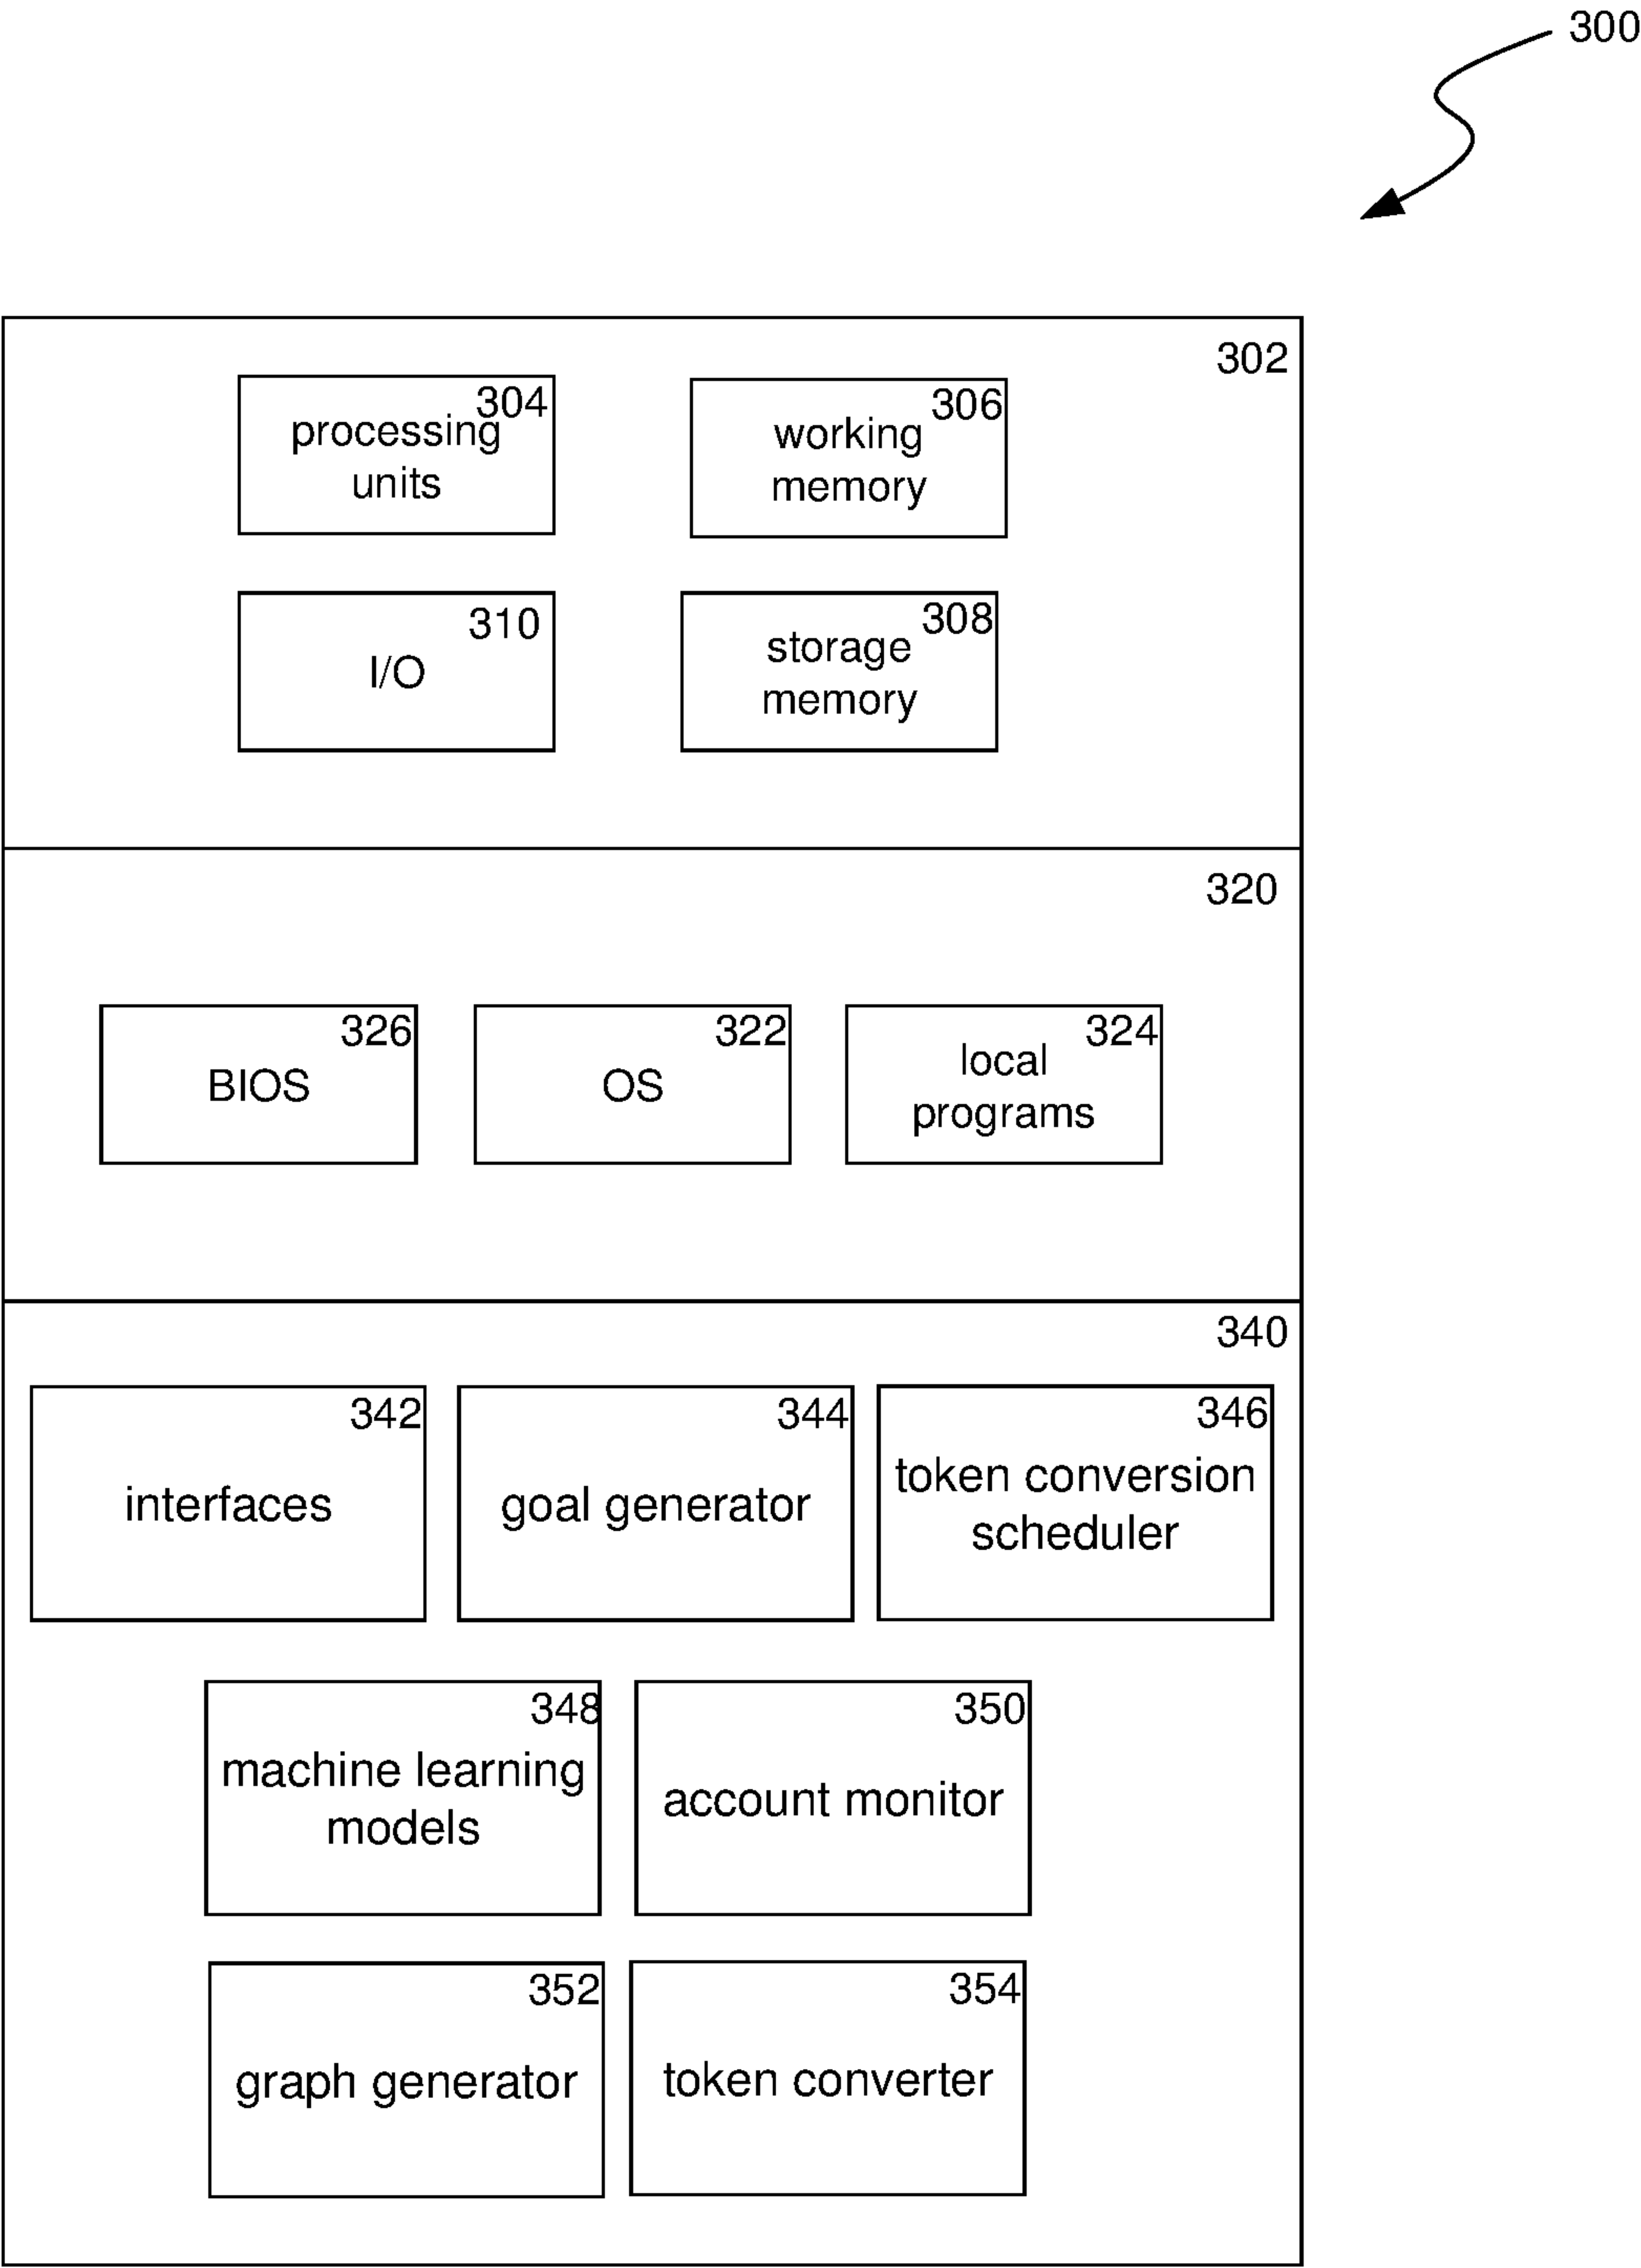 300
302
304
processing
units
306
working
memory
310
I/O
308
storage
memory
320
326
BIOS
322
OS
324
local
programs
340
342
interfaces
344
goal generator
346
token conversion
scheduler
348
machine learning
models
350
account monitor
352
graph generator
354
token converter